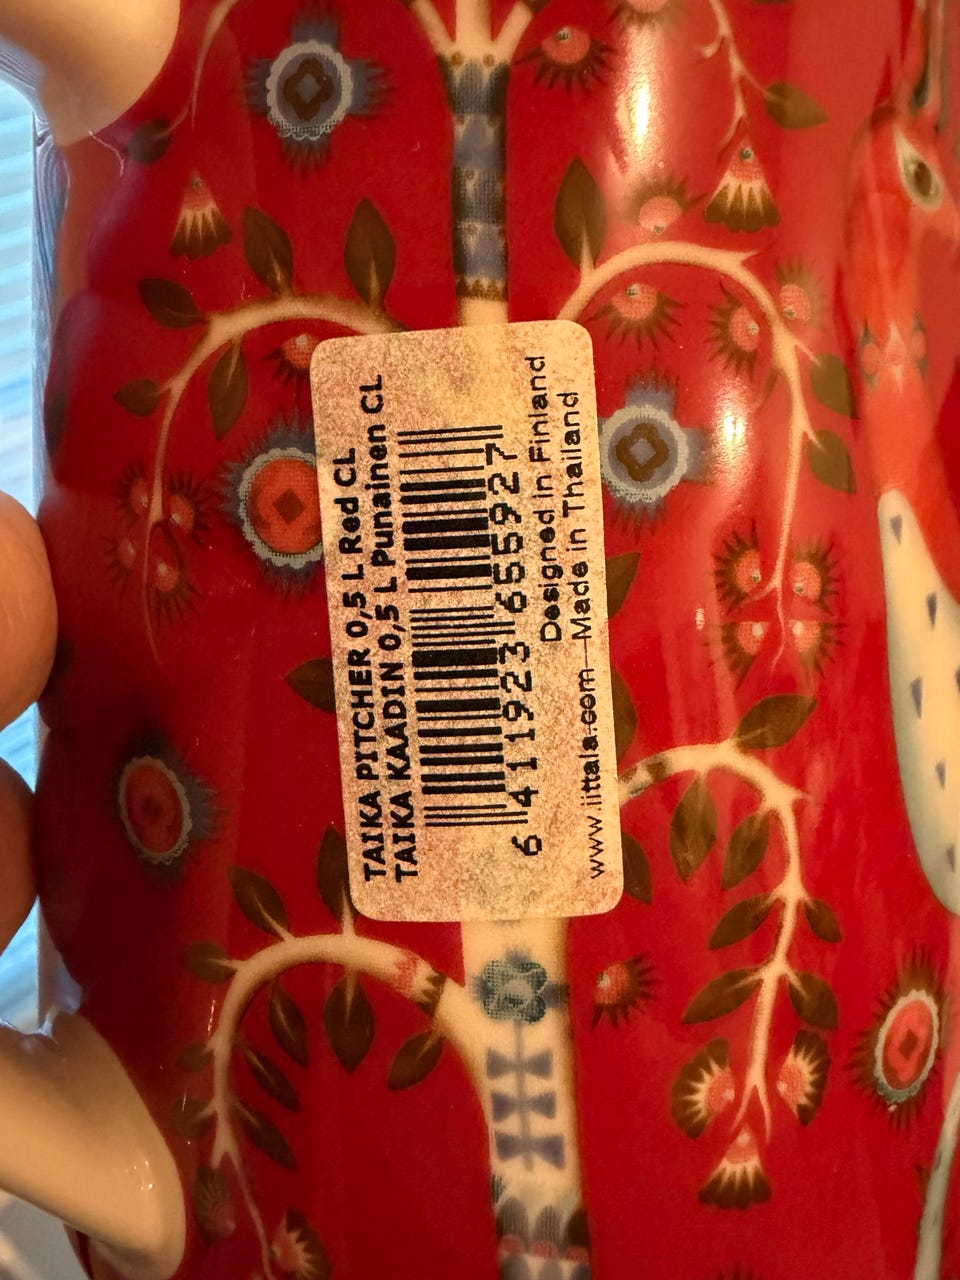 TAIKA PITCHER 0,5 L Red CL
TAIKA KAADIN 0,5 L Punainen CL
6 411923 655927
Designed in Finland
www.iittala.com Made in Thailand